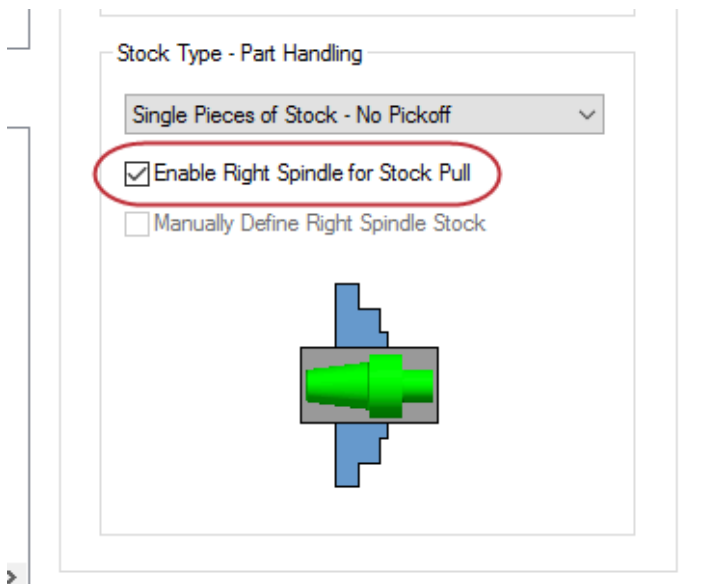 Stock Type - Part Handling
Single Pieces of Stock - No Pickoff
Enable Right Spindle for Stock Pull
Manually Define Right Spindle Stock